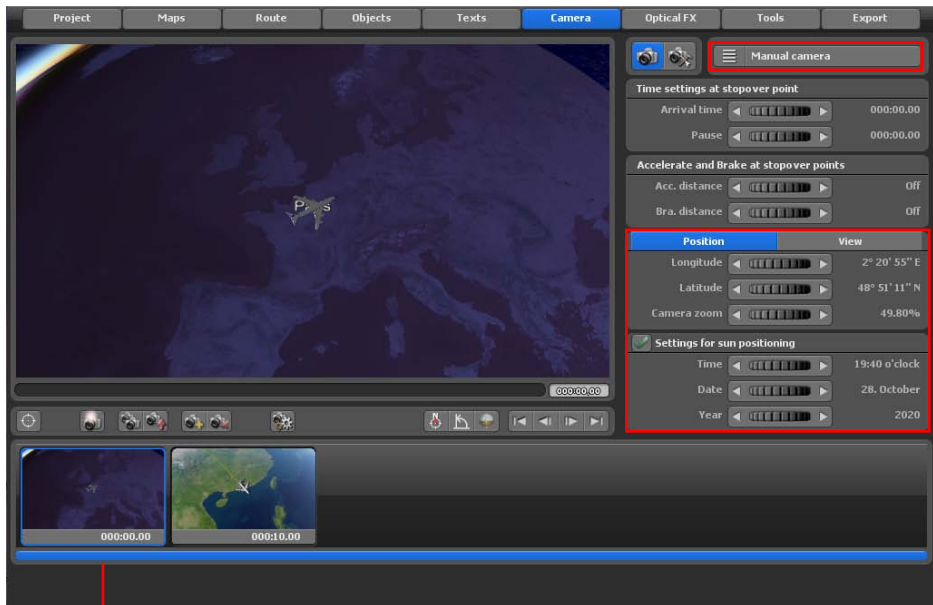 Project Maps Route Objects Texts Camera Optical FX Tools Export
Manual camera
Time settings at stopover point
Arrival time 000:00.00
Pause 000:00.00
Accelerate and Brake at stopover points
Acc. distance Off
Bra. distance Off
Position View
Longitude 2° 20' 55'' E
Latitude 48° 51' 11'' N
Camera zoom 49.80%
Settings for sun positioning
Time 19:40 o'clock
Date 28. October
Year 2020
000:00.00
N
000:00.00 000:10.00